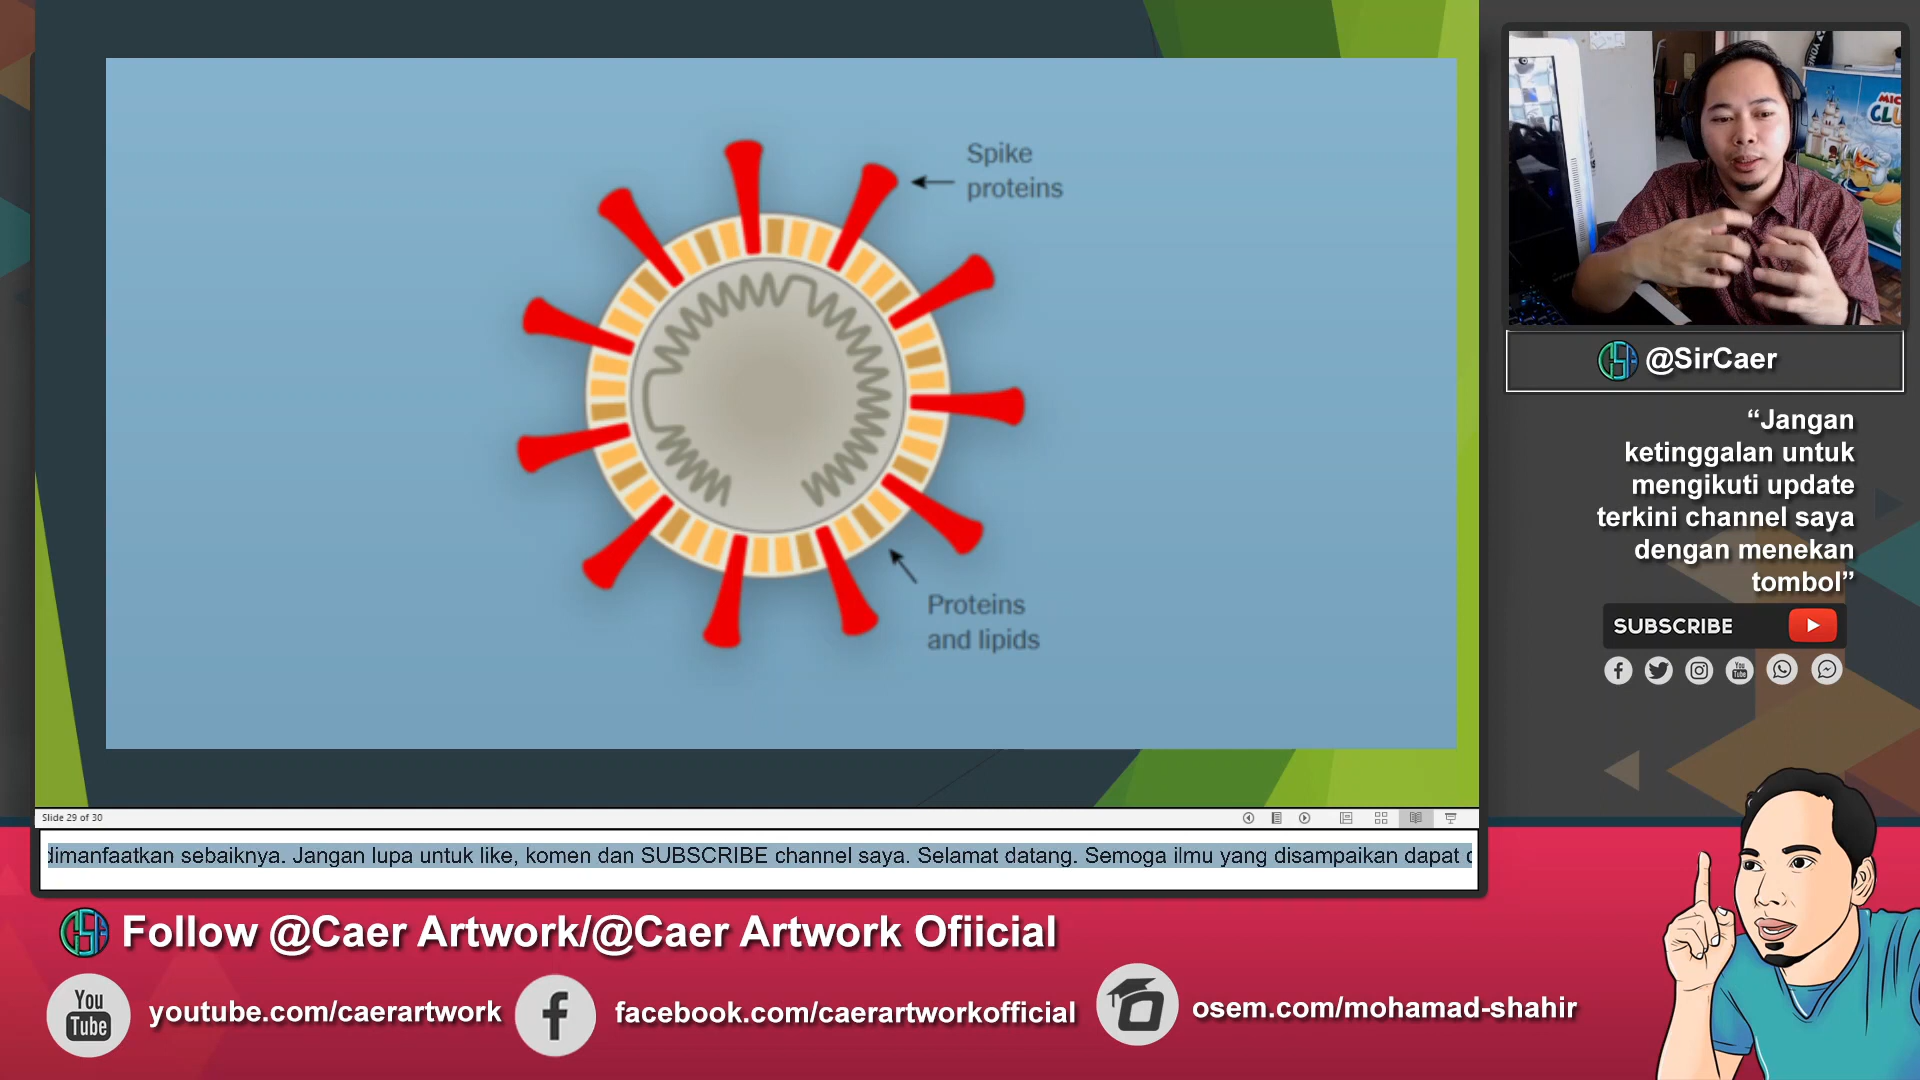 Spike
proteins
Proteins
and lipids
Slide 29 of 30
dimanfaatkan sebaiknya. Jangan lupa untuk like, komen dan SUBSCRIBE channel saya. Selamat datang. Semoga ilmu yang disampaikan dapat
@SirCaer
“Jangan
ketinggalan untuk
mengikuti update
terkini channel saya
dengan menekan
tombol”
SUBSCRIBE
Follow @Caer Artwork/@Caer Artwork Ofiicial
You
Tube
youtube.com/caerartwork
facebook.com/caerartworkofficial
osem.com/mohamad-shahir